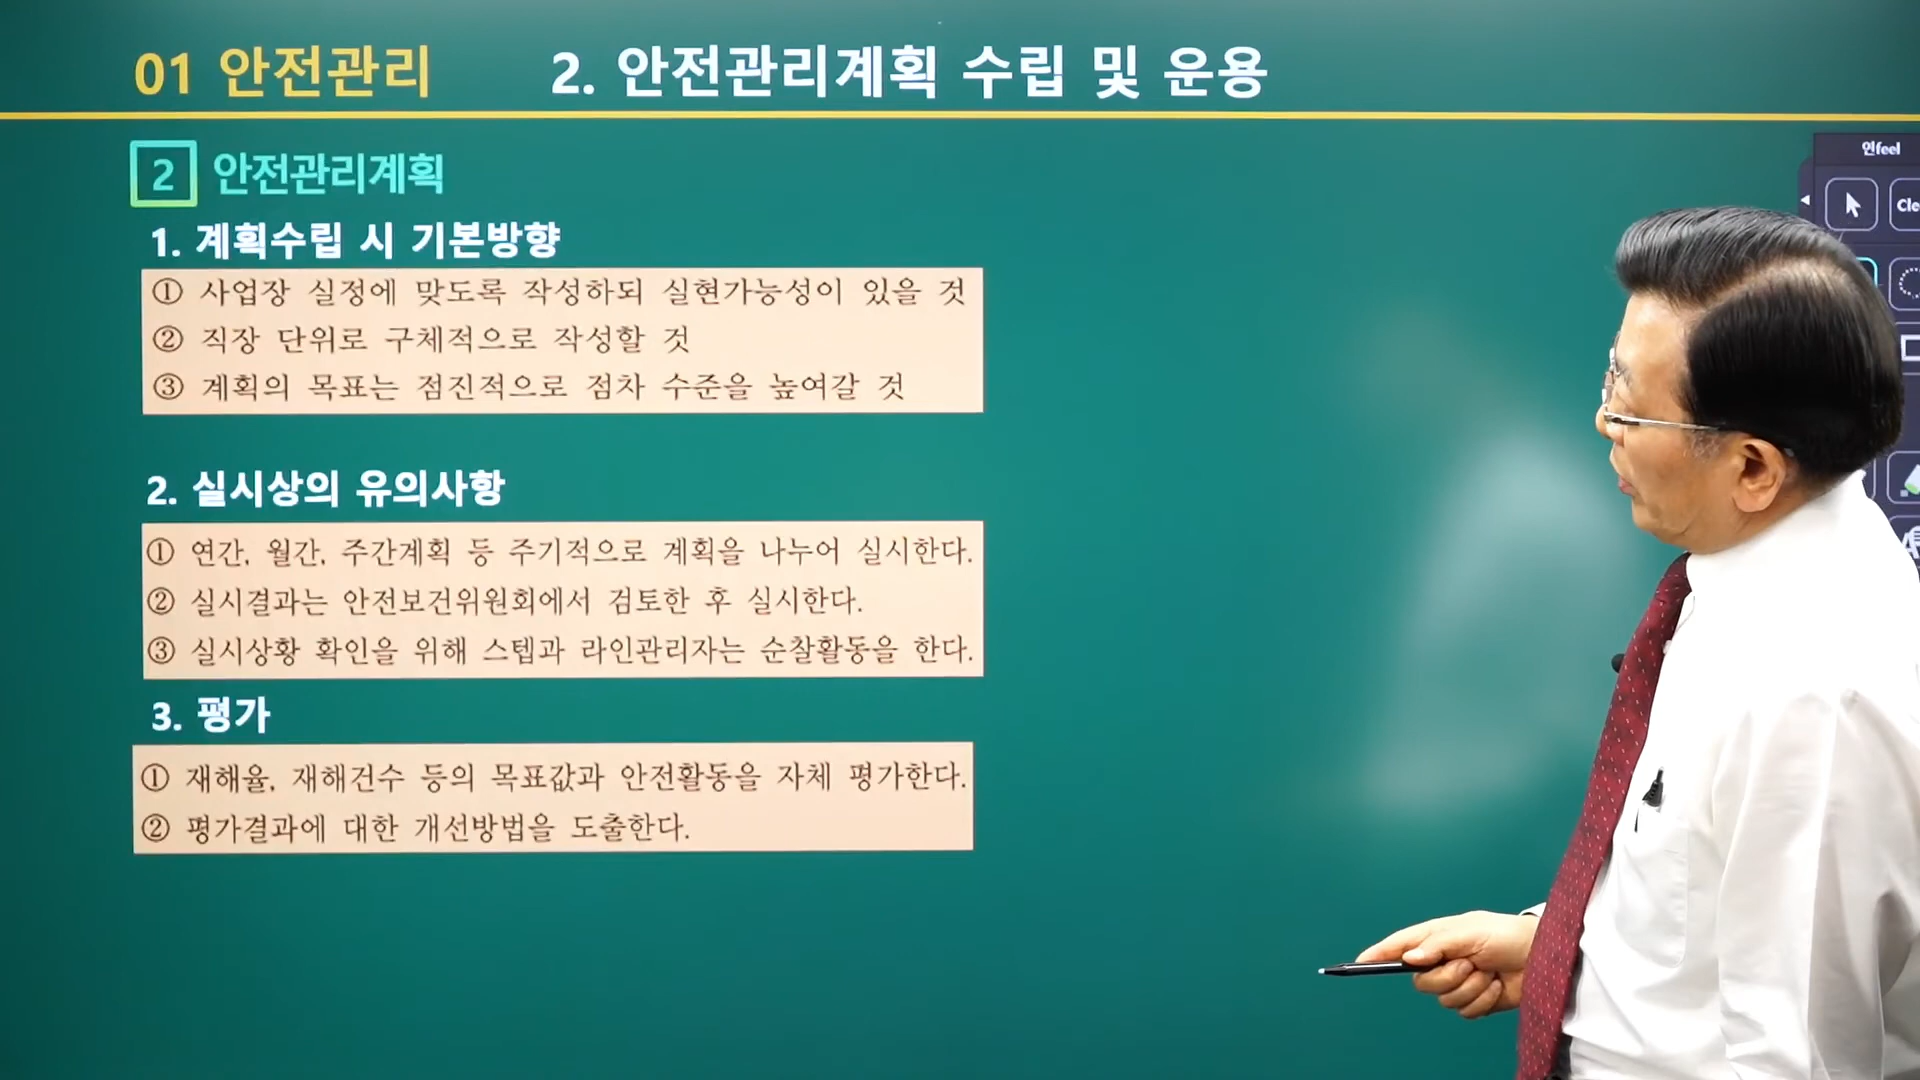 01 안전관리 2. 안전관리계획 수립 및 운용
2 안전관리계획
1. 계획수립 시 기본방향
① 사업장 실정에 맞도록 작성하되 실현가능성이 있을 것
② 직장 단위로 구체적으로 작성할 것
③ 계획의 목표는 점진적으로 점차 수준을 높여갈 것
2. 실시상의 유의사항
① 연간, 월간, 주간계획 등 주기적으로 계획을 나누어 실시한다.
② 실시결과는 안전보건위원회에서 검토한 후 실시한다.
③ 실시상황 확인을 위해 스텝과 라인관리자는 순찰활동을 한다.
3. 평가
① 재해율, 재해건수 등의 목표값과 안전활동을 자체 평가한다.
② 평가결과에 대한 개선방법을 도출한다.
연feel